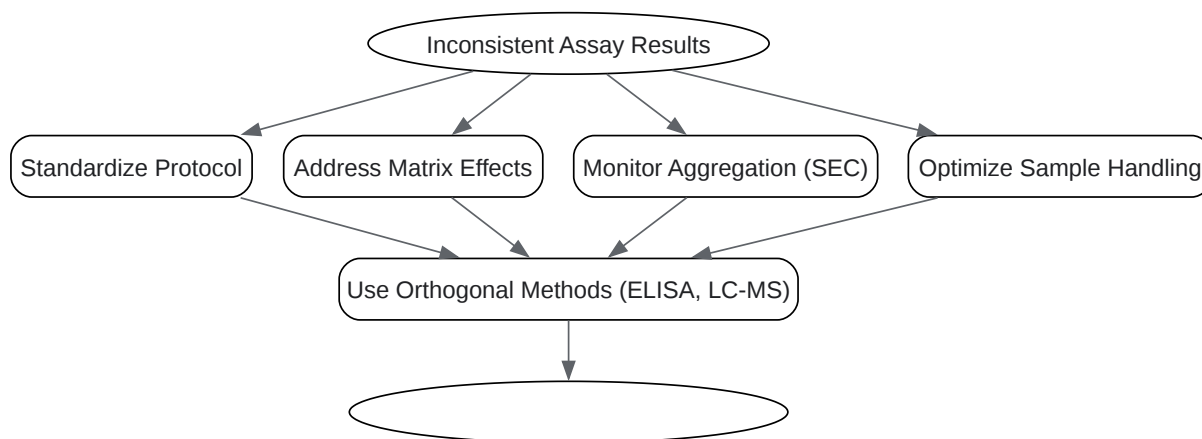 Inconsistent Assay Results
Standardize Protocol
Address Matrix Effects
Monitor Aggregation (SEC)
Optimize Sample Handling
Use Orthogonal Methods (ELISA, LC-MS)